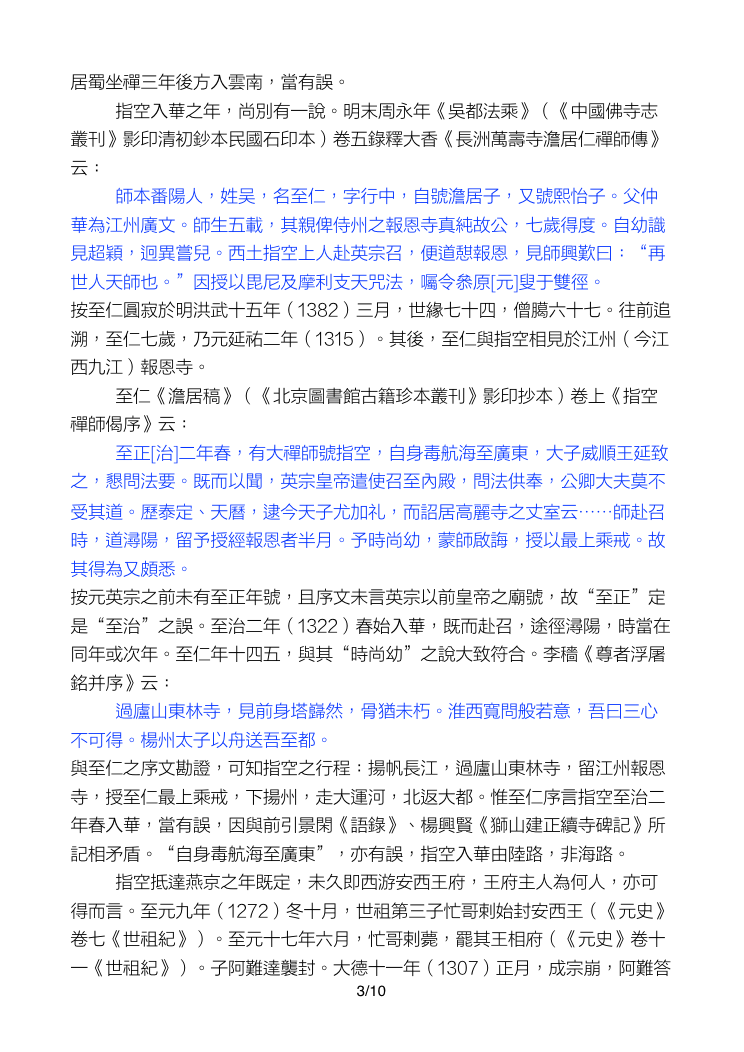 居蜀坐禪三年後方入雲南，當有誤。
指空入華之年，尚別有一說。明末周永年《吳都法乘》（《中國佛寺志
叢刊》影印清初鈔本民國石印本）卷五錄釋大香《長洲萬壽寺澹居仁禪師傳》
云：
師本番陽人，姓吴，名至仁，字行中，自號澹居子，又號熙怡子。父仲
華為江州廣文。師生五載，其親俾侍州之報恩寺真純故公，七歲得度。自幼識
見超穎，迥異嘗兒。西土指空上人赴英宗召，便道憇報恩，見師興歎曰：“再
世人天師也。”因授以毘尼及摩利支天咒法，囑令叅原[元]叟于雙徑。
按至仁圓寂於明洪武十五年（1382）三月，世緣七十四，僧臈六十七。往前追
溯，至仁七歲，乃元延祐二年（1315）。其後，至仁與指空相見於江州（今江
西九江）報恩寺。
至仁《澹居稿》（《北京圖書館古籍珍本叢刊》影印抄本）卷上《指空
禪師偈序》云：
至正[治]二年春，有大禪師號指空，自身毒航海至廣東，大子威順王延致
之，懇問法要。既而以聞，英宗皇帝遣使召至內殿，問法供奉，公卿大夫莫不
受其道。歷泰定、天曆，逮今天子尤加礼，而詔居高麗寺之丈室云……師赴召
時，道潯陽，留予授經報恩者半月。予時尚幼，蒙師啟誨，授以最上乘戒。故
其得為又頗悉。
按元英宗之前未有至正年號，且序文未言英宗以前皇帝之廟號，故“至正”定
是“至治”之誤。至治二年（1322）春始入華，既而赴召，途徑潯陽，時當在
同年或次年。至仁年十四五，與其“時尚幼”之說大致符合。李穡《尊者浮屠
銘并序》云：
過廬山東林寺，見前身塔巋然，骨猶未朽。淮西寬問般若意，吾曰三心
不可得。楊州太子以舟送吾至都。
與至仁之序文勘證，可知指空之行程：揚帆長江，過廬山東林寺，留江州報恩
寺，授至仁最上乘戒，下揚州，走大運河，北返大都。惟至仁序言指空至治二
年春入華，當有誤，因與前引景閑《語錄》、楊興賢《獅山建正續寺碑記》所
記相矛盾。“自身毒航海至廣東”，亦有誤，指空入華由陸路，非海路。
指空抵達燕京之年既定，未久即西游安西王府，王府主人為何人，亦可
得而言。至元九年（1272）冬十月，世祖第三子忙哥剌始封安西王（《元史》
卷七《世祖紀》）。至元十七年六月，忙哥剌薨，罷其王相府（《元史》卷十
一《世祖紀》）。子阿難達襲封。大德十一年（1307）正月，成宗崩，阿難答
3/10